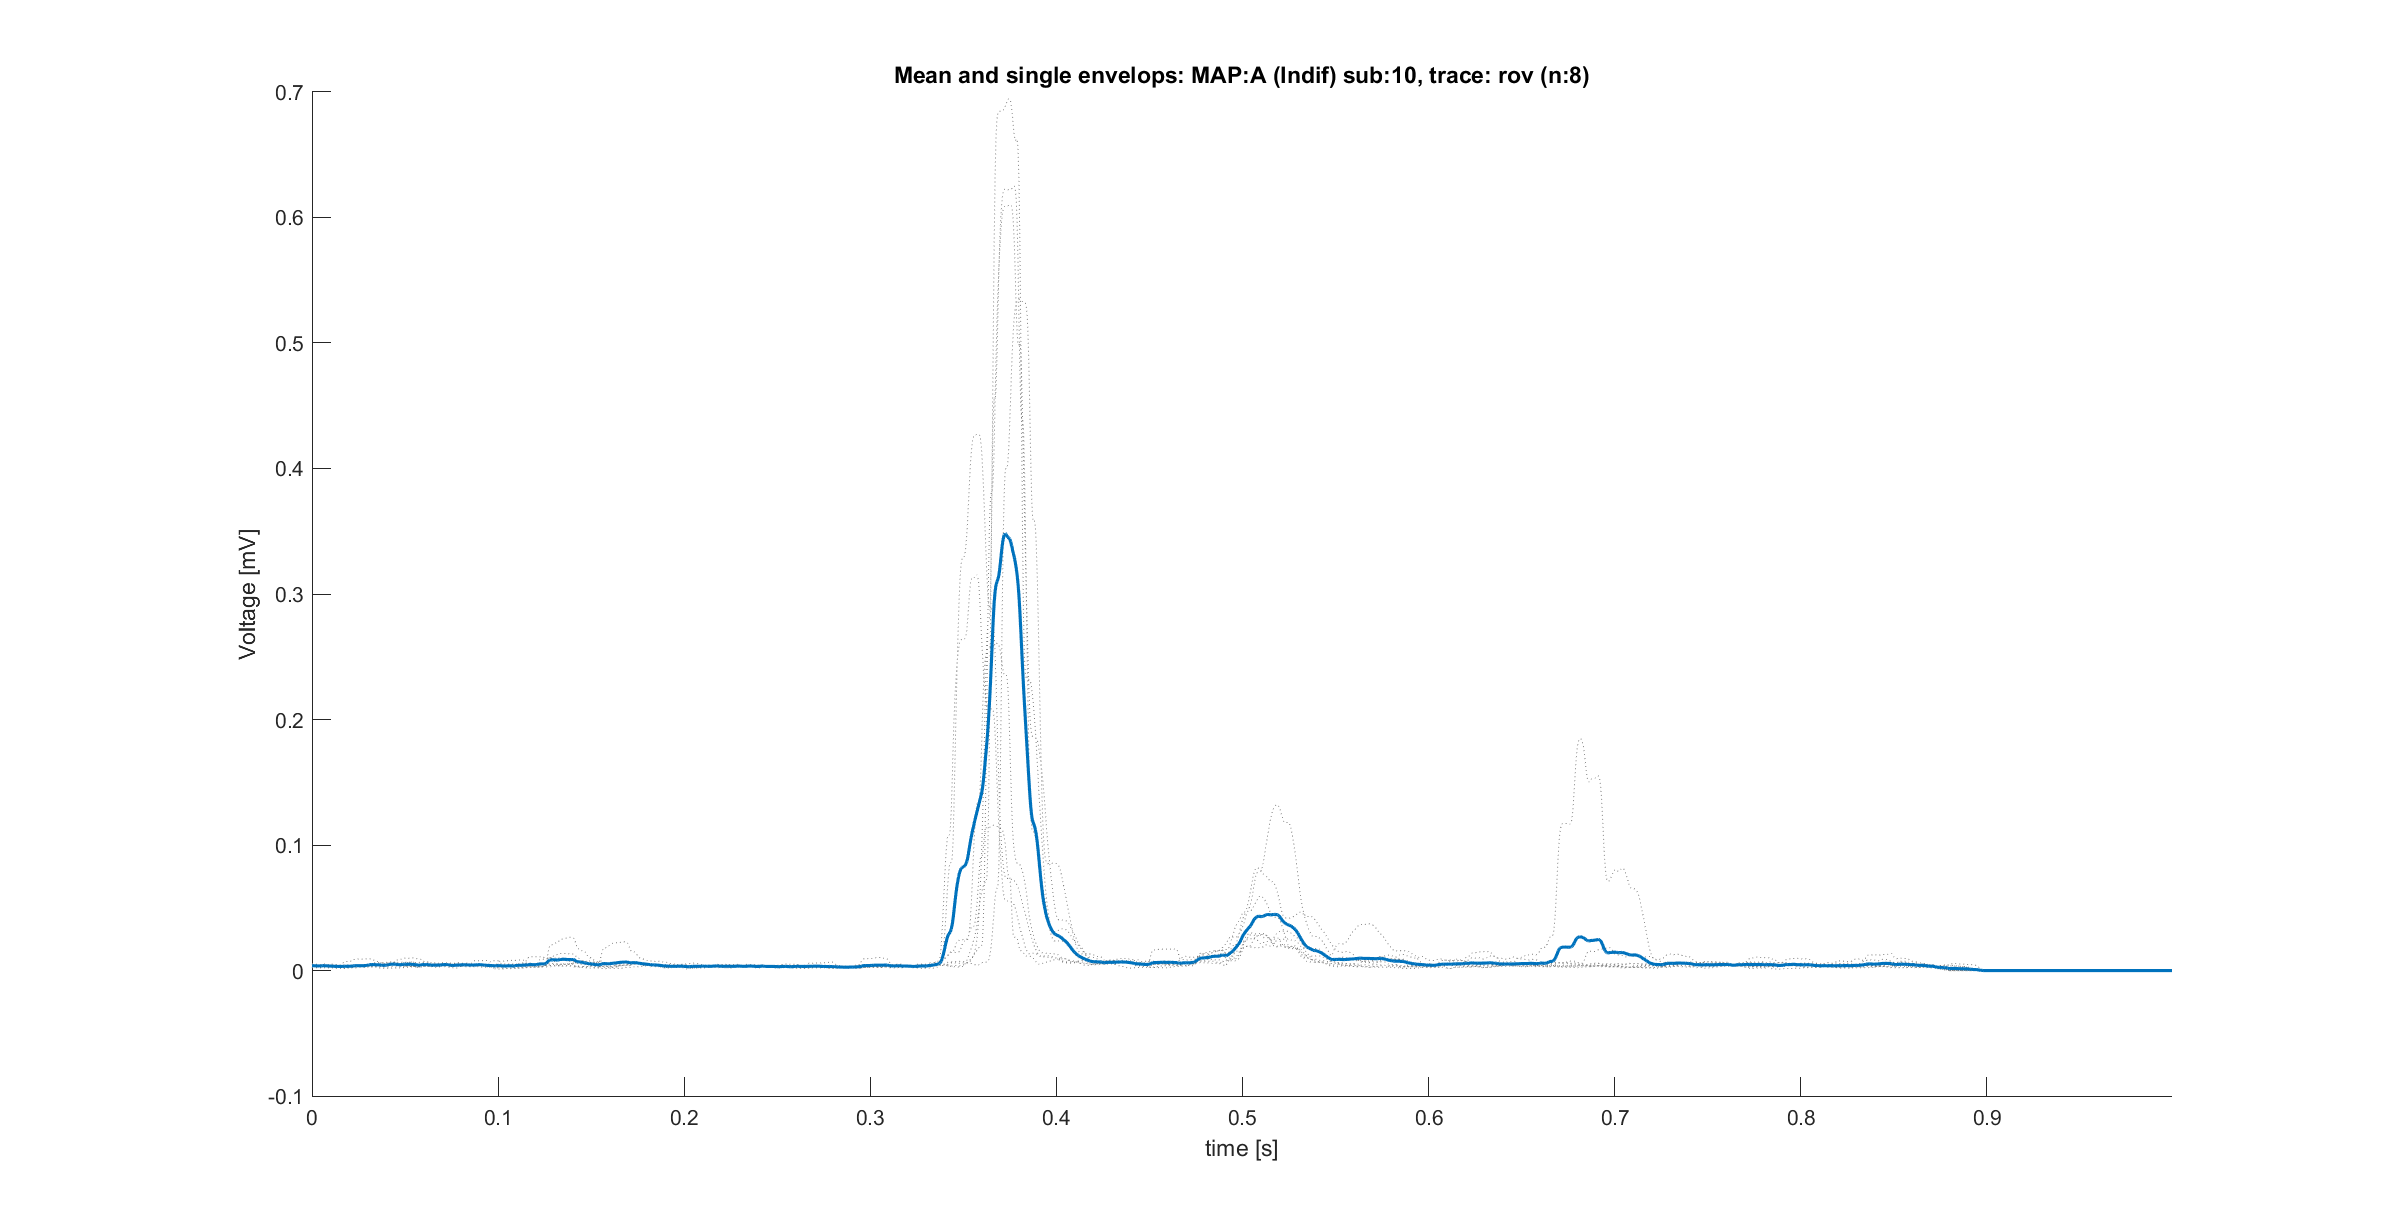 Mean and single envelops: MAP:A (Indif) sub:10, trace: rov (n:8)
0.7
0.6
0.5
0.4
0.3
0.2
0.1
0
-0.1
Voltage [mV]
0 0.1 0.2 0.3 0.4 0.5 0.6 0.7 0.8 0.9
time [s]